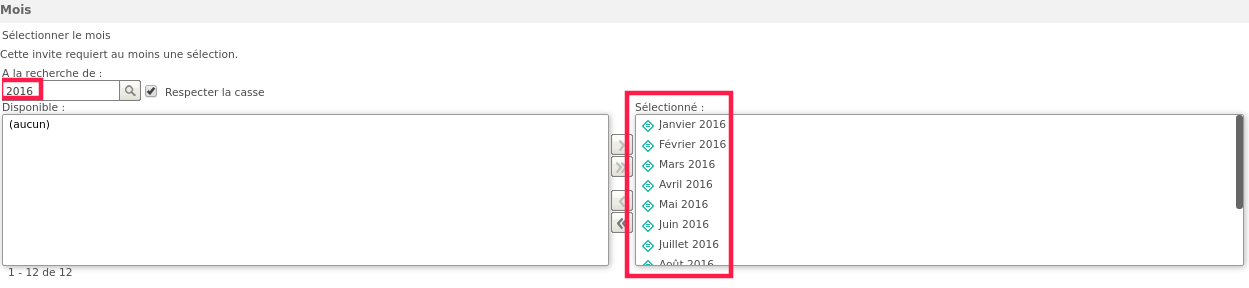 Mois
Sélectionner le mois
Cette invite requiert au moins une sélection.
A la recherche de :
2016
Respecter la casse
Disponible :
(aucun)
Sélectionné :
Janvier 2016
Février 2016
Mars 2016
Avril 2016
Mai 2016
Juin 2016
Juillet 2016
Août 2016
1 - 12 de 12